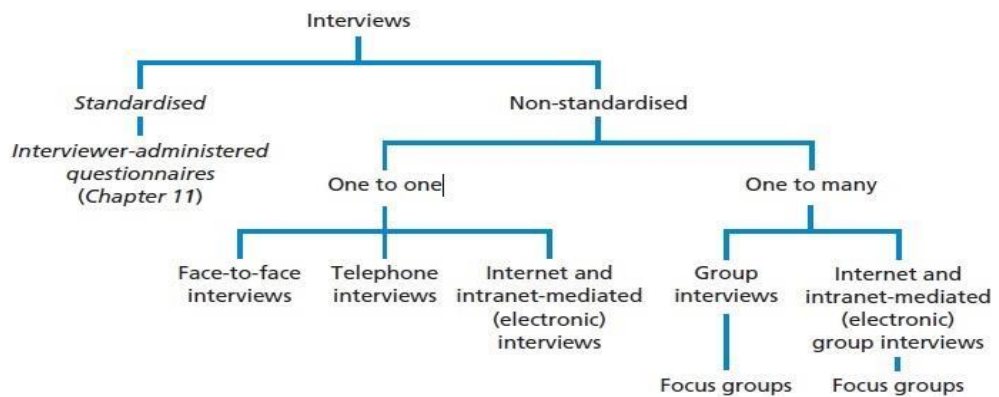 Interviews
Standardised
Non-standardised
Interviewer-administered
questionnaires
(Chapter 11)
One to one
One to many
Face-to-face
interviews
Telephone
interviews
Internet and
intranet-mediated
(electronic)
interviews
Group
interviews
Internet and
intranet-mediated
(electronic)
group interviews
Focus groups
Focus groups